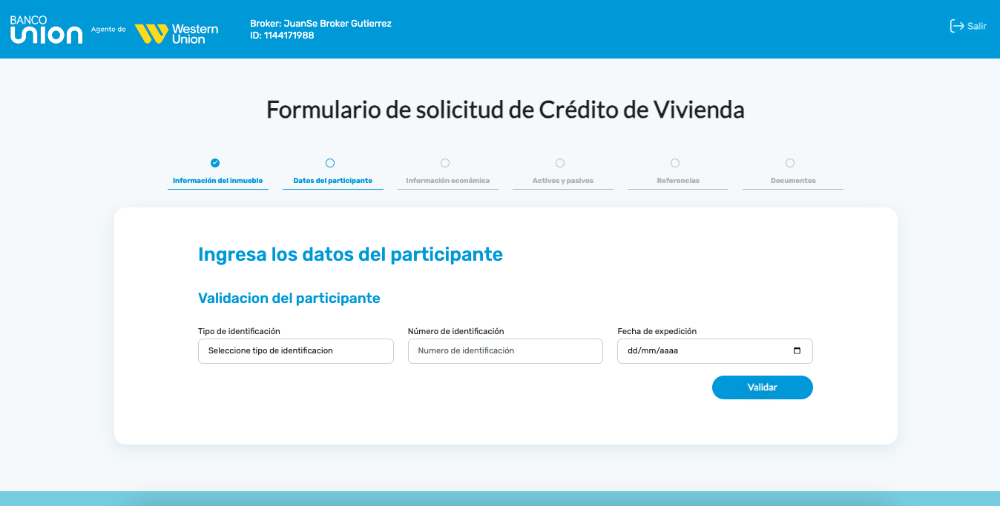 BANCO
union
Agente de
Western
Union
Broker: JuanSe Broker Gutierrez
ID: 1144171988
Salir
Formulario de solicitud de Crédito de Vivienda
Información del inmueble
Datos del participante
Información económica
Activos y pasivos
Referencias
Documentos
Ingresa los datos del participante
Validacion del participante
Tipo de identificación
Número de identificación
Fecha de expedición
Seleccione tipo de identificacion
Numero de identificación
dd/mm/aaaa
Validar